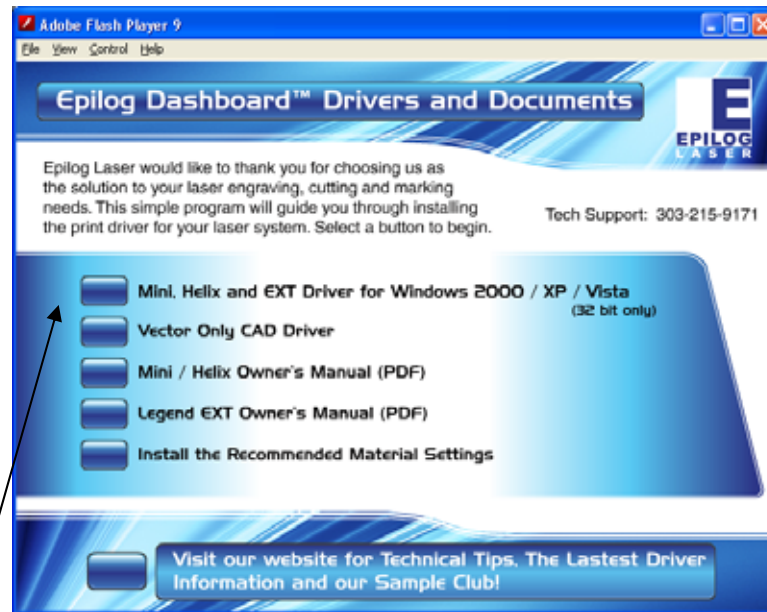 Adobe Flash Player 9
File View Control Help
Epilog Dashboard™ Drivers and Documents
EPILOG
LASER
Epilog Laser would like to thank you for choosing us as
the solution to your laser engraving, cutting and marking
needs. This simple program will guide you through installing
the print driver for your laser system. Select a button to begin.
Tech Support: 303-215-9171
Mini, Helix and EXT Driver for Windows 2000 / XP / Vista
(32 bit only)
Vector Only CAD Driver
Mini / Helix Owner's Manual (PDF)
Legend EXT Owner's Manual (PDF)
Install the Recommended Material Settings
Visit our website for Technical Tips, The Lastest Driver
Information and our Sample Club!